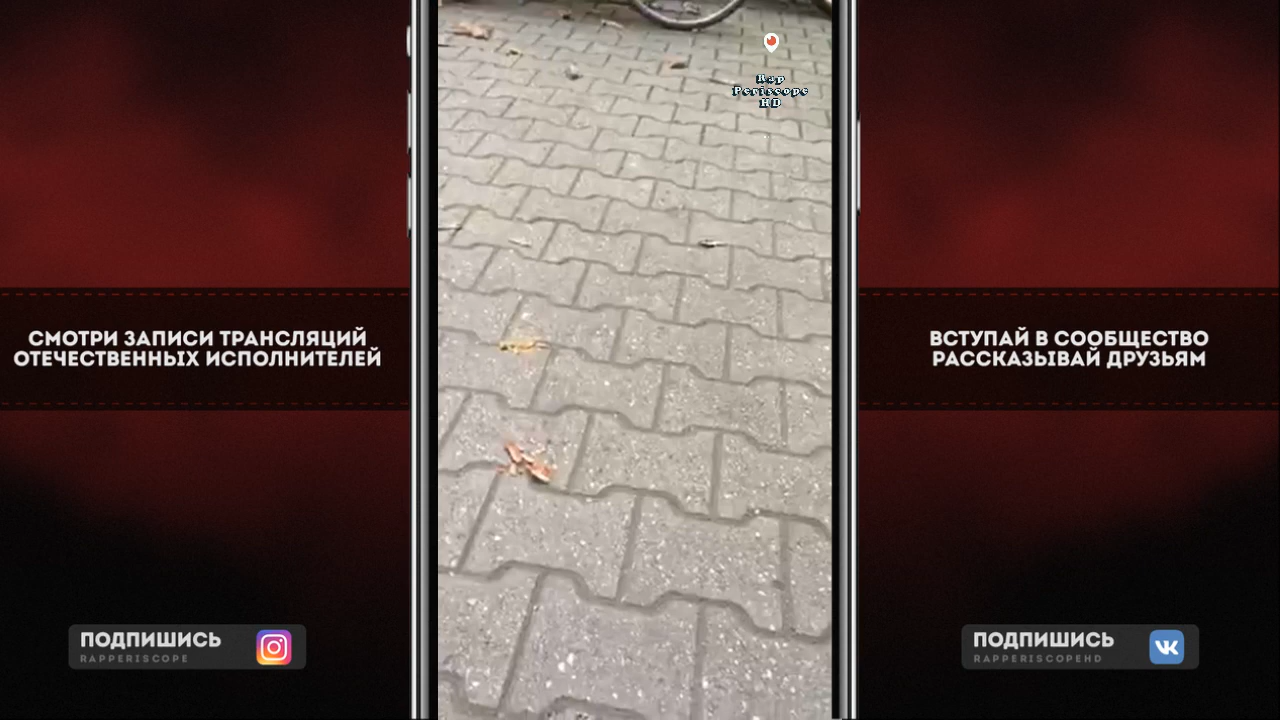 Rap
Periscope
HD
СМОТРИ ЗАПИСИ ТРАНСЛЯЦИЙ
ОТЕЧЕСТВЕННЫХ ИСПОЛНИТЕЛЕЙ
ВСТУПАЙ В СООБЩЕСТВО
РАССКАЗЫВАЙ ДРУЗЬЯМ
ПОДПИШИСЬ
RAPPERISCOPE
ПОДПИШИСЬ
RAPPERISCOPEHD